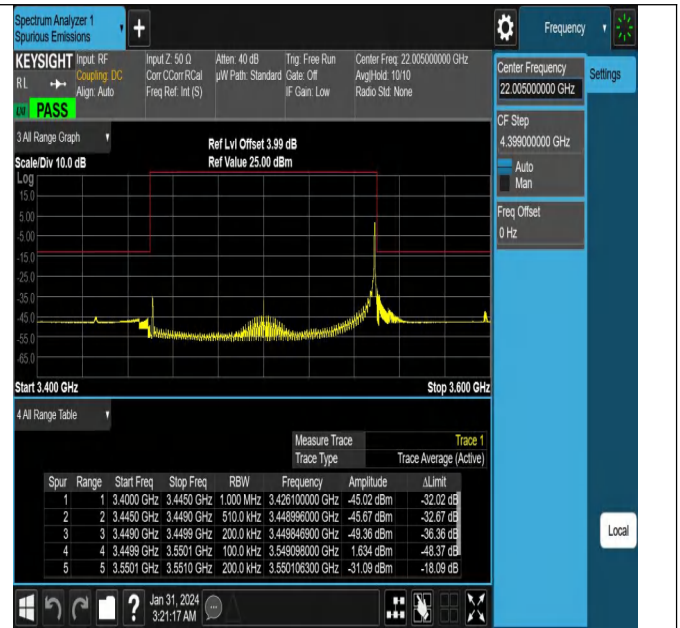 Spectrum Analyzer 1
Spurious Emissions
Frequency
KEYSIGHT
RL
Input: RF
Coupling: DC
Align: Auto
Input Z: 50 Ω
Corr CCorr RCal
Freq Ref: Int (S)
Atten: 40 dB
µW Path: Standard
Trig: Free Run
Gate: Off
IF Gain: Low
Center Freq: 22.005000000 GHz
Avg|Hold: 10/10
Radio Std: None
PASS
Center Frequency
22.005000000 GHz
Settings
CF Step
4.399000000 GHz
Auto
Man
Freq Offset
0 Hz
3 All Range Graph
Scale/Div 10.0 dB
Ref Lvl Offset 3.99 dB
Ref Value 25.00 dBm
Log
15.0
5.00
-5.00
-15.0
-25.0
-35.0
-45.0
-55.0
-65.0
Start 3.400 GHz
Stop 3.600 GHz
4 All Range Table
Measure Trace Trace 1
Trace Type Trace Average (Active)
Spur Range Start Freq Stop Freq RBW Frequency Amplitude ΔLimit
1 1 3.4000 GHz 3.4450 GHz 1.000 MHz 3.426100000 GHz -45.02 dBm -32.02 dB
2 2 3.4450 GHz 3.4490 GHz 510.0 kHz 3.448996000 GHz -45.67 dBm -32.67 dB
3 3 3.4490 GHz 3.4499 GHz 200.0 kHz 3.449846900 GHz -49.36 dBm -36.36 dB
4 4 3.4499 GHz 3.5501 GHz 100.0 kHz 3.549098000 GHz 1.634 dBm -48.37 dB
5 5 3.5501 GHz 3.5510 GHz 200.0 kHz 3.550106300 GHz -31.09 dBm -18.09 dB
Local
Jan 31, 2024
3:21:17 AM